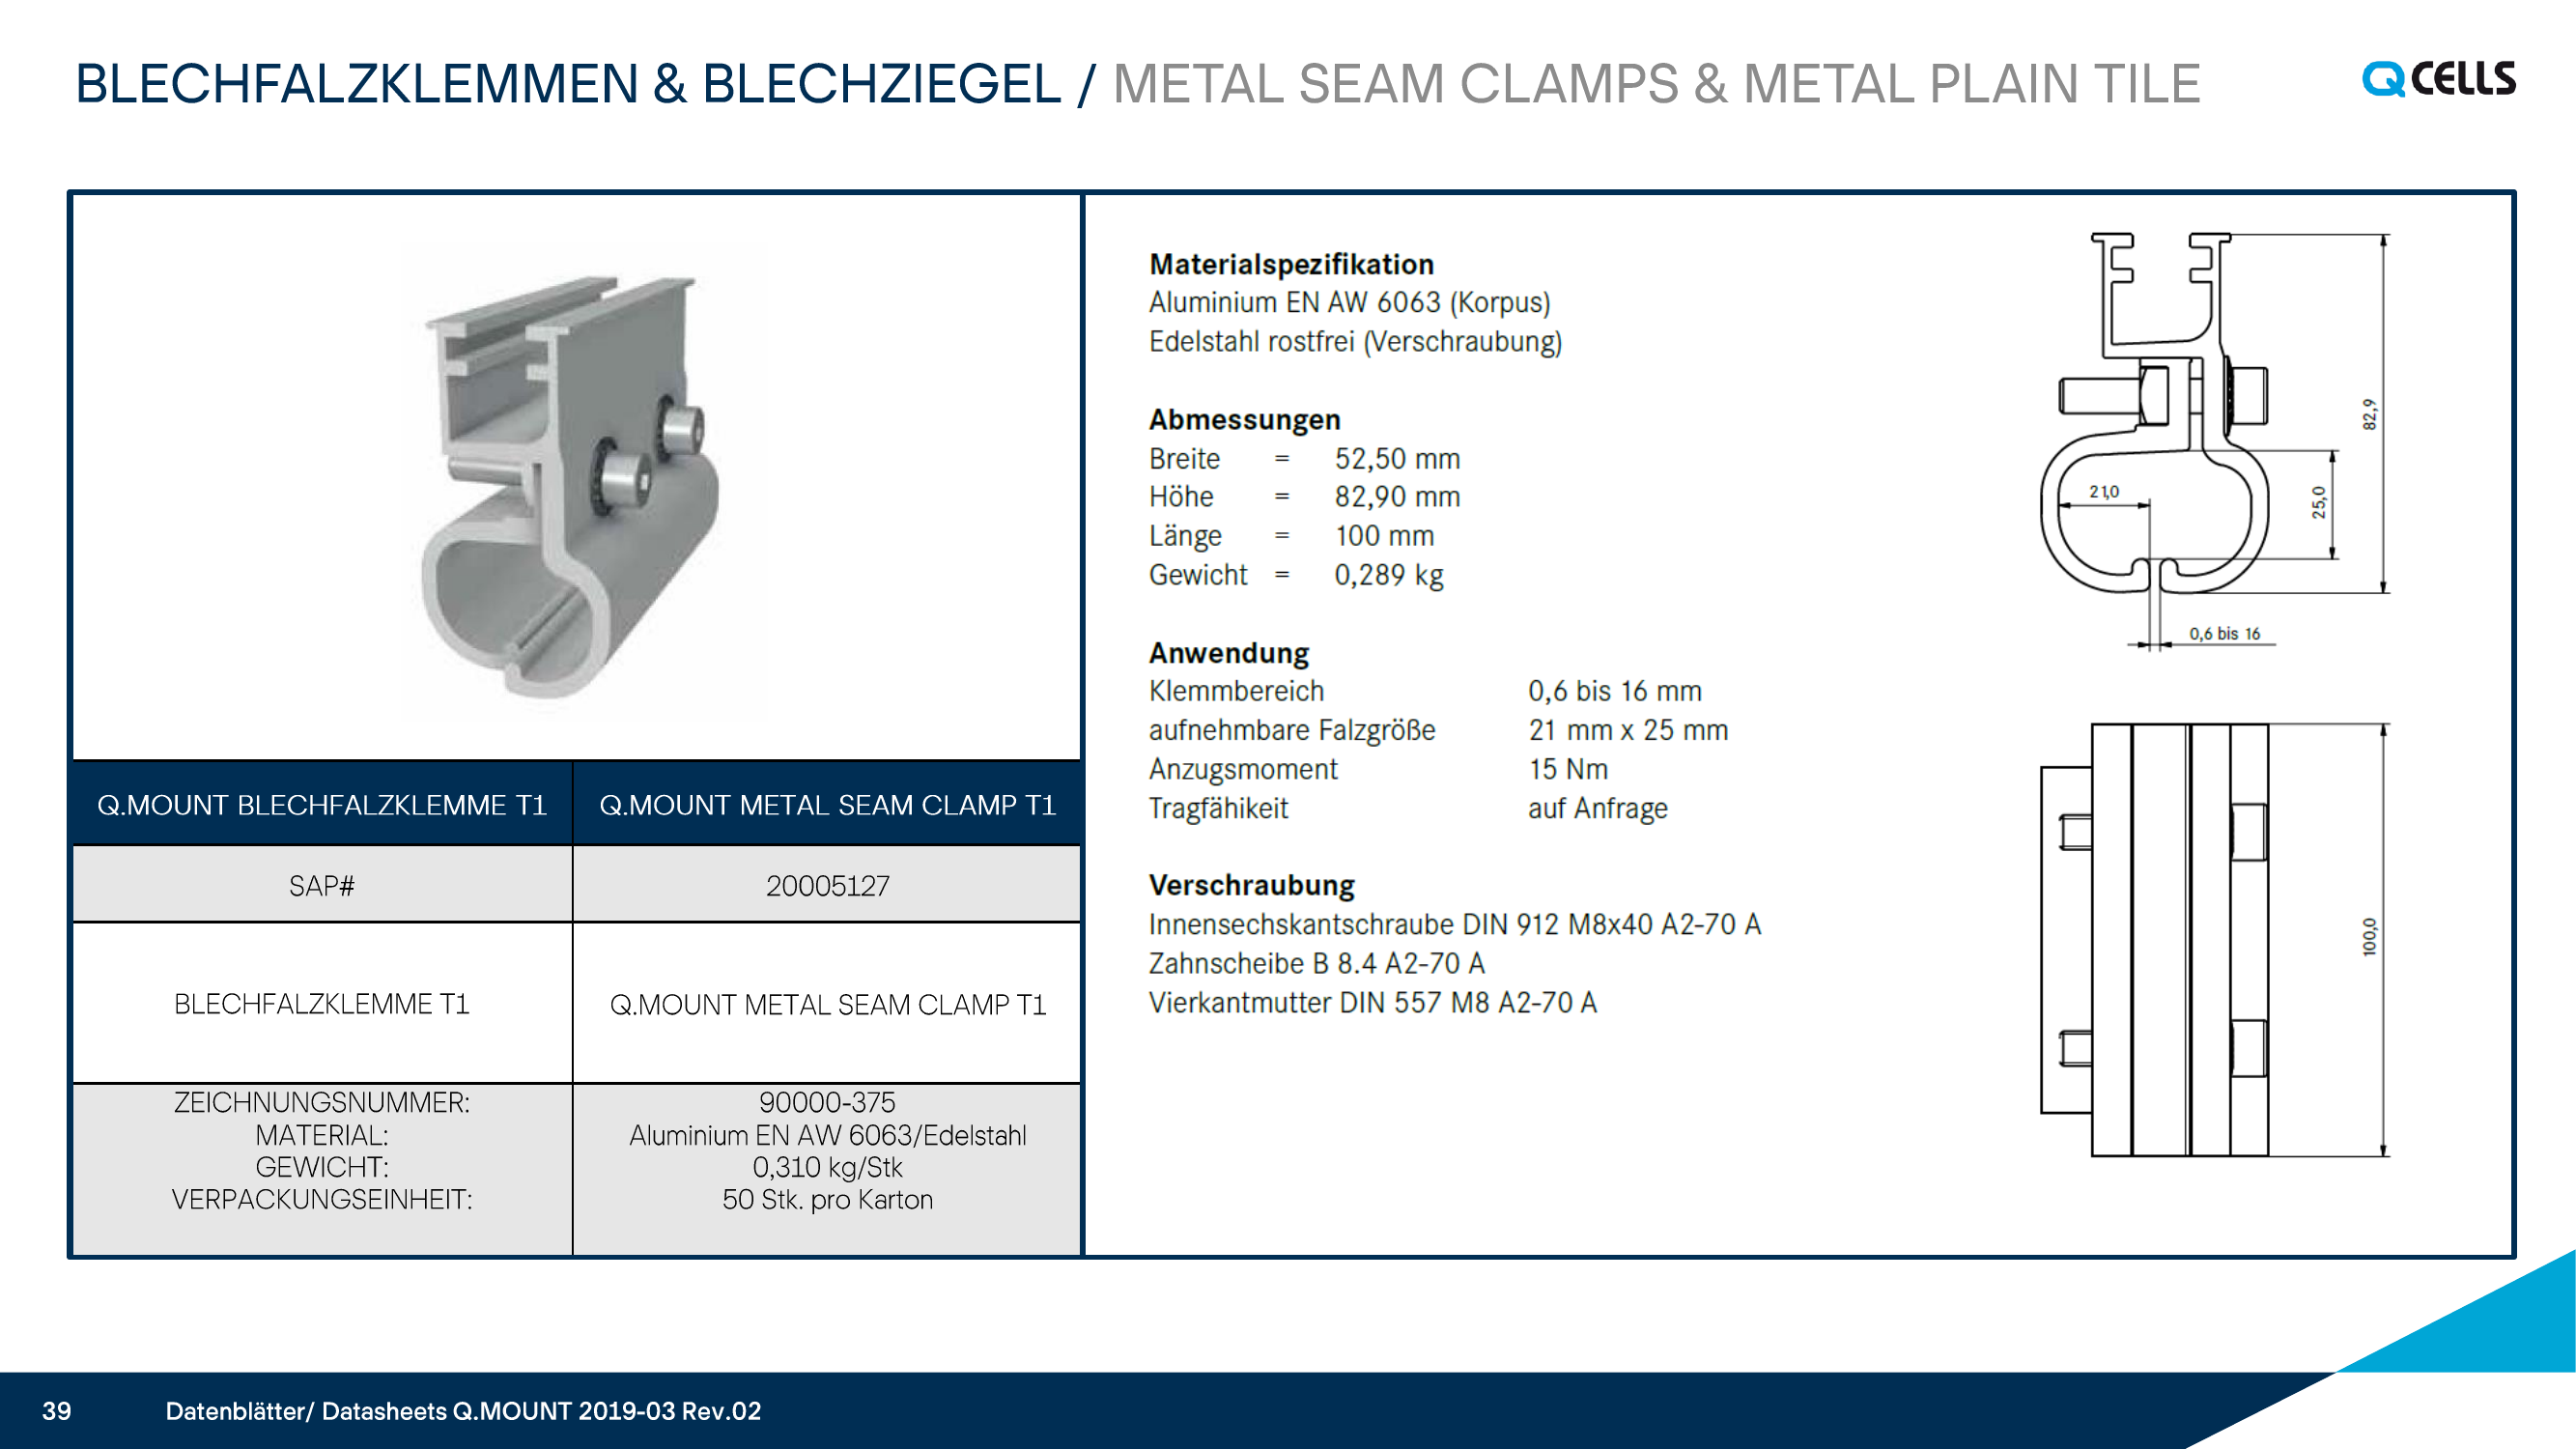 BLECHFALZKLEMMEN & BLECHZIEGEL / METAL SEAM CLAMPS & METAL PLAIN TILE
Q CELLS
Q.MOUNT BLECHFALZKLEMME T1 Q.MOUNT METAL SEAM CLAMP T1
SAP# 20005127
BLECHFALZKLEMME T1 Q.MOUNT METAL SEAM CLAMP T1
ZEICHNUNGSNUMMER: 90000-375
MATERIAL: Aluminium EN AW 6063/Edelstahl
GEWICHT: 0,310 kg/Stk
VERPACKUNGSEINHEIT: 50 Stk. pro Karton
Materialspezifikation
Aluminium EN AW 6063 (Korpus)
Edelstahl rostfrei (Verschraubung)
Abmessungen
Breite = 52,50 mm
Höhe = 82,90 mm
Länge = 100 mm
Gewicht = 0,289 kg
Anwendung
Klemmbereich 0,6 bis 16 mm
aufnehmbare Falzgröße 21 mm x 25 mm
Anzugsmoment 15 Nm
Tragfähikeit auf Anfrage
Verschraubung
Innensechskantschraube DIN 912 M8x40 A2-70 A
Zahnscheibe B 8.4 A2-70 A
Vierkantmutter DIN 557 M8 A2-70 A
82,9
21,0
25,0
0,6 bis 16
100,0
39 Datenblätter/ Datasheets Q.MOUNT 2019-03 Rev.02